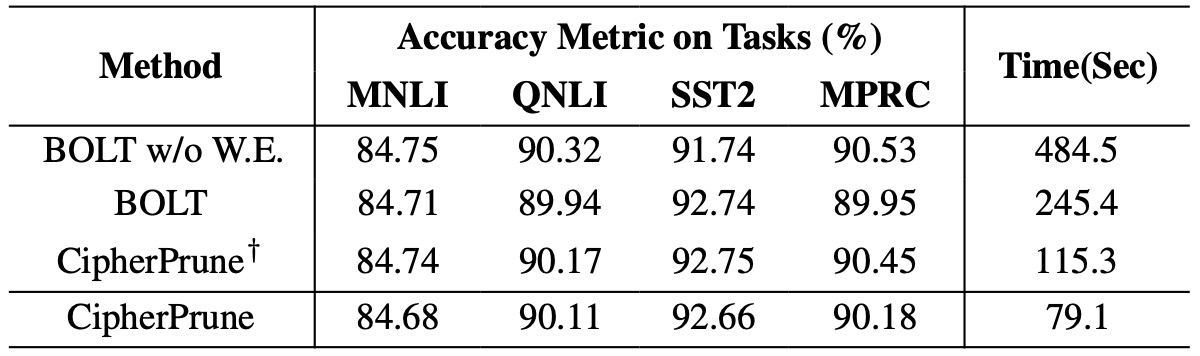 Method Accuracy Metric on Tasks (%) Time(Sec)
MNLI QNLI SST2 MPRC
BOLT w/o W.E. 84.75 90.32 91.74 90.53 484.5
BOLT 84.71 89.94 92.74 89.95 245.4
CipherPrune† 84.74 90.17 92.75 90.45 115.3
CipherPrune 84.68 90.11 92.66 90.18 79.1